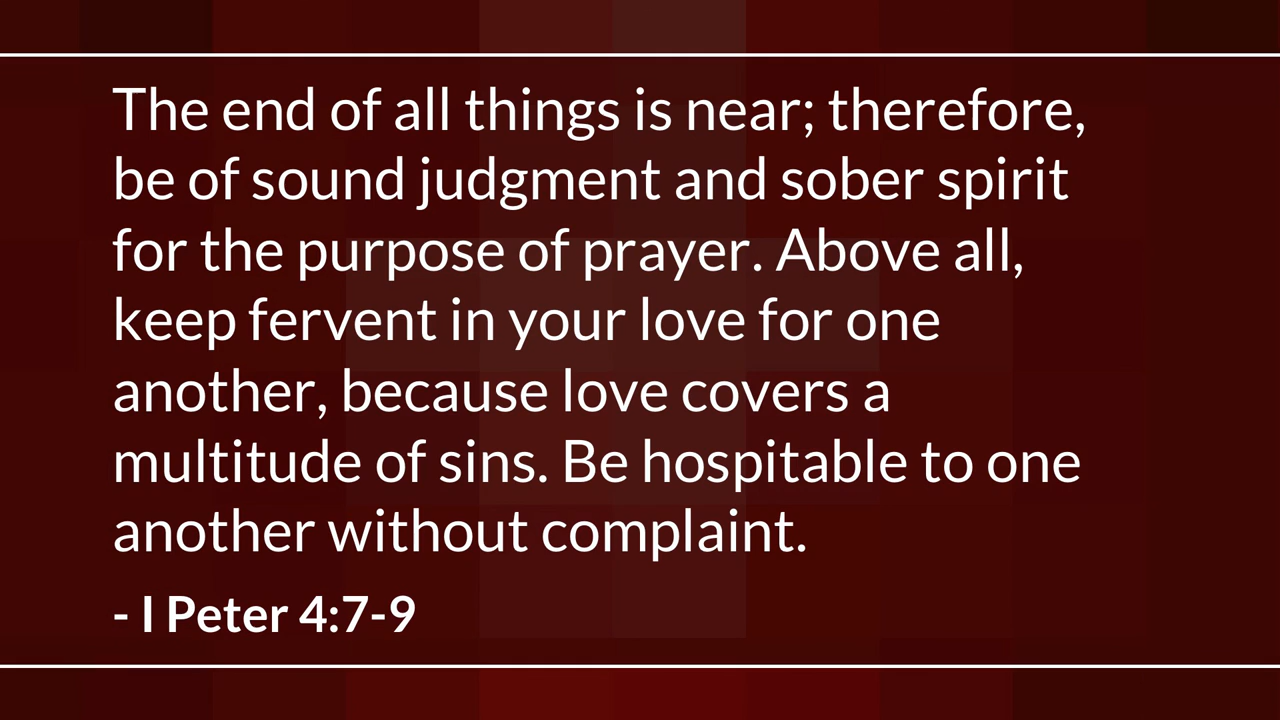 The end of all things is near; therefore,
be of sound judgment and sober spirit
for the purpose of prayer. Above all,
keep fervent in your love for one
another, because love covers a
multitude of sins. Be hospitable to one
another without complaint.
- I Peter 4:7-9